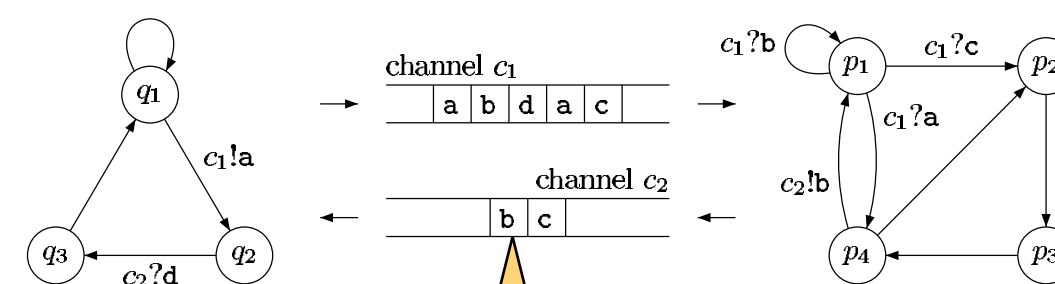 c₁?b
c₁?c
q₁
channel c₁
p₁
p₂
a b d a c
c₁?a
c₁!a
channel c₂
c₂!b
b c
q₃
q₂
p₄
p₃
c₂?d